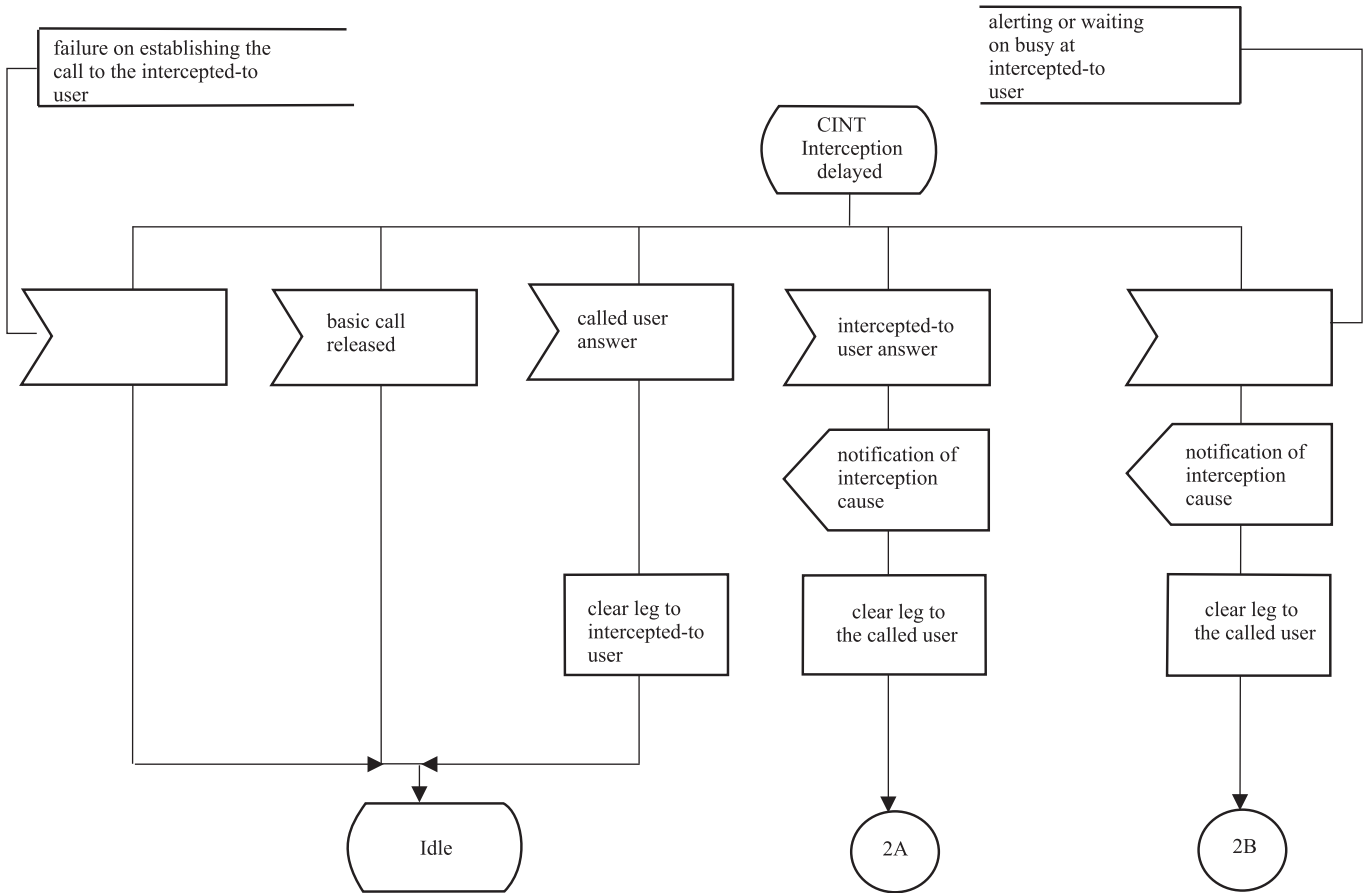 failure on establishing the
call to the intercepted-to
user
alerting or waiting
on busy at
intercepted-to
user
CINT
Interception
delayed
basic call
released
called user
answer
intercepted-to
user answer
notification of
interception
cause
notification of
interception
cause
clear leg to
intercepted-to
user
clear leg to
the called user
clear leg to
the called user
Idle
2A
2B